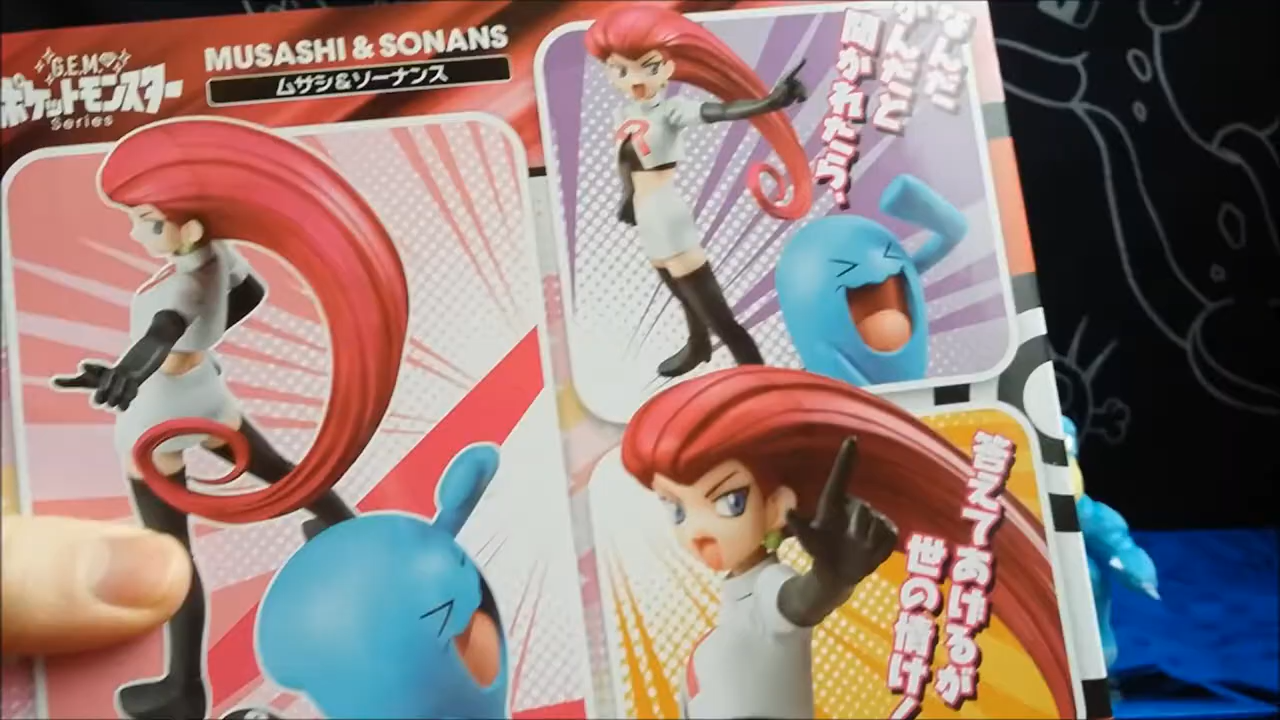 G.E.M.
ポケットモンスター
Series
MUSASHI & SONANS
ムサシ&ソーナンス
なんだ
かんだと
聞かれたら、
答えてあげるが
世の情け!
R